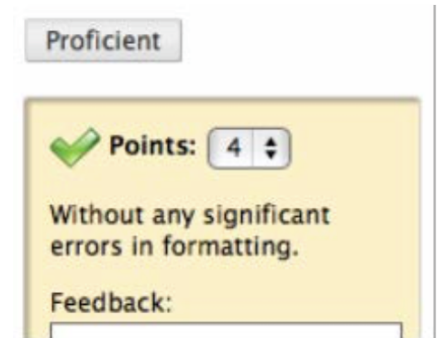 Proficient
Points: 4
Without any significant
errors in formatting.
Feedback: